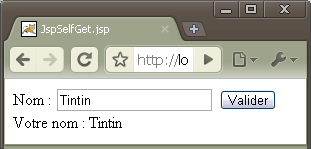 JspSelfGet.jsp
http://lo
Nom : Tintin Valider
Votre nom : Tintin